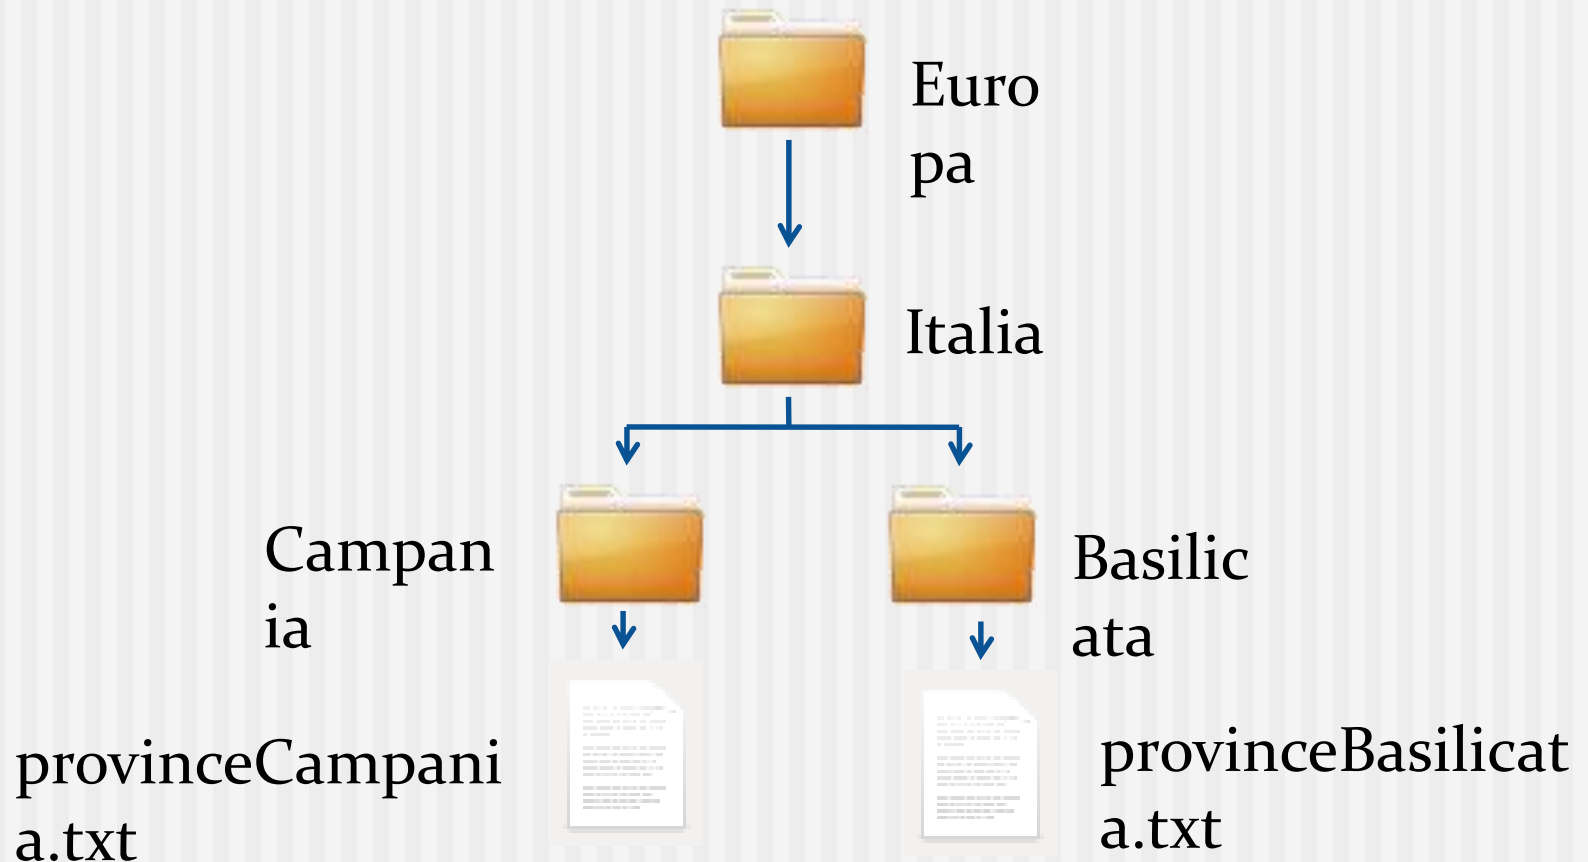 Euro
pa
Italia
Campan
ia
Basilic
ata
provinceCampani
a.txt
provinceBasilicat
a.txt